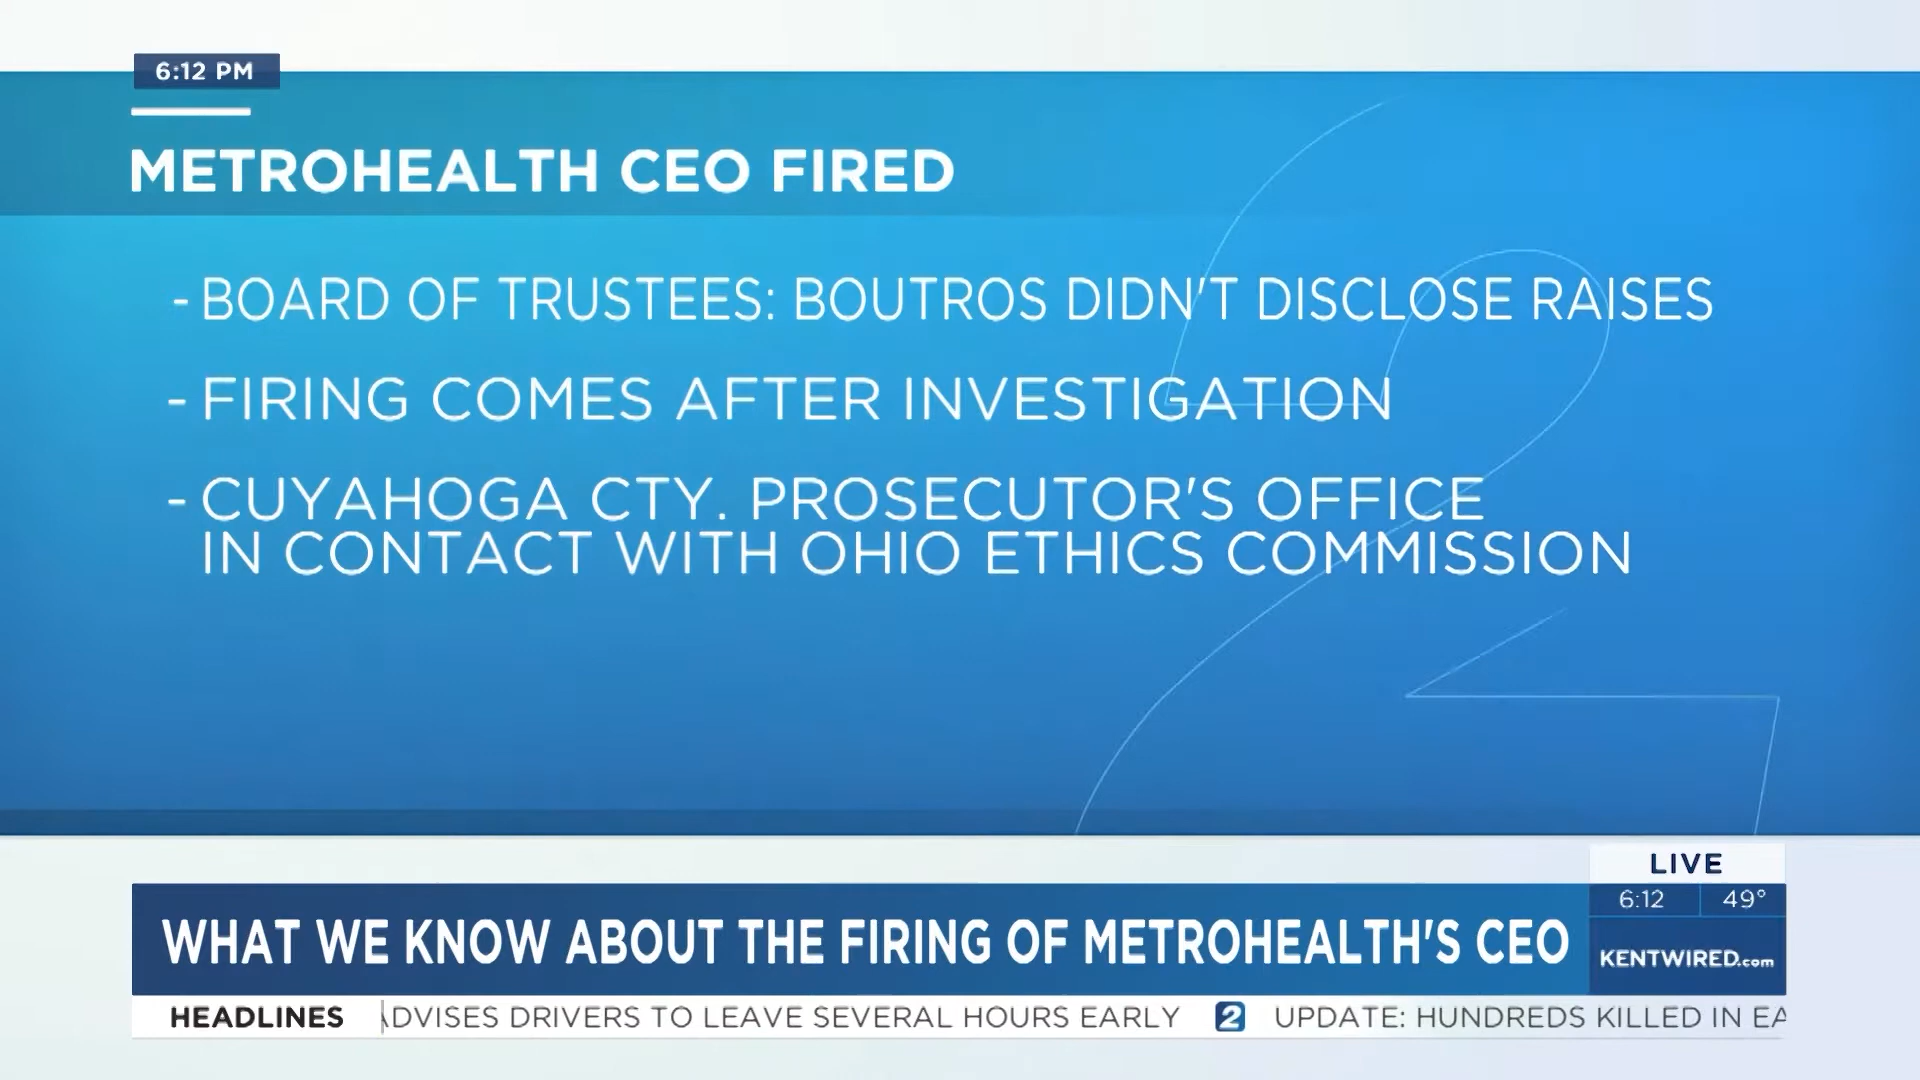 6:12 PM
METROHEALTH CEO FIRED
- BOARD OF TRUSTEES: BOUTROS DIDN'T DISCLOSE RAISES
- FIRING COMES AFTER INVESTIGATION
- CUYAHOGA CTY. PROSECUTOR'S OFFICE
IN CONTACT WITH OHIO ETHICS COMMISSION
LIVE
6:12 49°
WHAT WE KNOW ABOUT THE FIRING OF METROHEALTH'S CEO
KENTWIRED.com
HEADLINES DVISES DRIVERS TO LEAVE SEVERAL HOURS EARLY 2 UPDATE: HUNDREDS KILLED IN EA